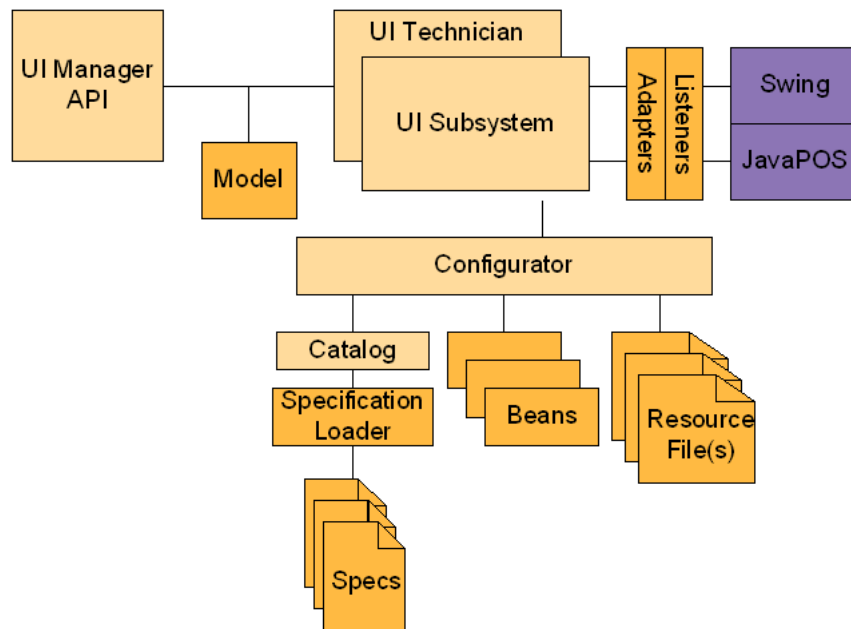 UI Technician
UI Manager
API
UI Subsystem
Adapters
Listeners
Swing
JavaPOS
Model
Configurator
Catalog
Specification
Loader
Beans
Resource
File(s)
Specs